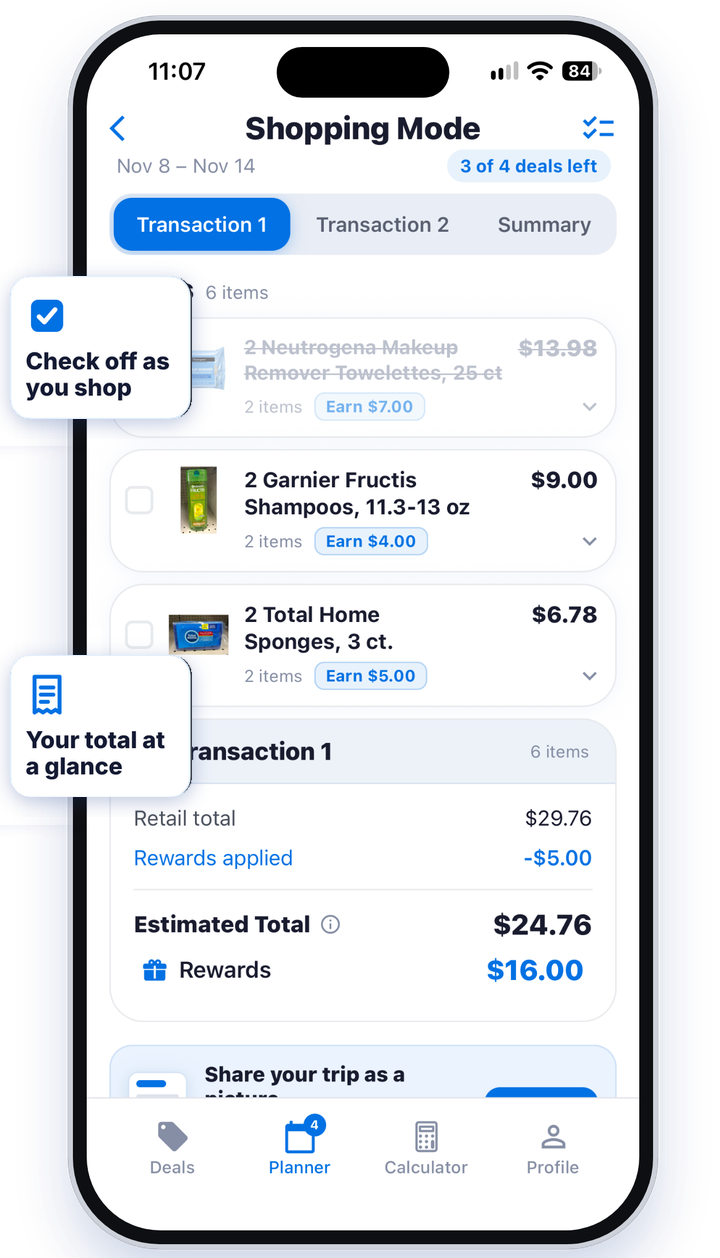 11:07
84
Shopping Mode
Nov 8 – Nov 14
3 of 4 deals left
Transaction 1
Transaction 2
Summary
6 items
Check off as
you shop
2 Neutrogena Makeup
Remover Towelettes, 25 ct
$13.98
2 items
Earn $7.00
2 Garnier Fructis
Shampoos, 11.3-13 oz
$9.00
2 items
Earn $4.00
2 Total Home
Sponges, 3 ct.
$6.78
2 items
Earn $5.00
Your total at
a glance
ransaction 1
6 items
Retail total
$29.76
Rewards applied
-$5.00
Estimated Total
$24.76
Rewards
$16.00
Share your trip as a
picture
4
Deals
Planner
Calculator
Profile